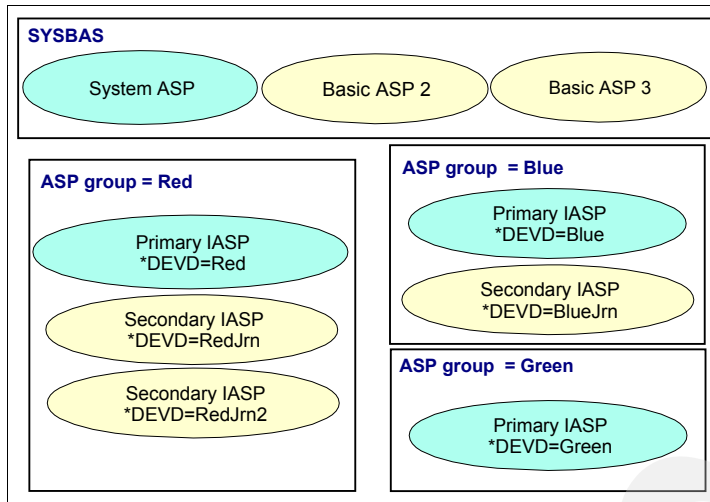 SYSBAS
System ASP
Basic ASP 2
Basic ASP 3
ASP group = Red
Primary IASP
*DEVD=Red
Secondary IASP
*DEVD=RedJrn
Secondary IASP
*DEVD=RedJrn2
ASP group = Blue
Primary IASP
*DEVD=Blue
Secondary IASP
*DEVD=BlueJrn
ASP group = Green
Primary IASP
*DEVD=Green